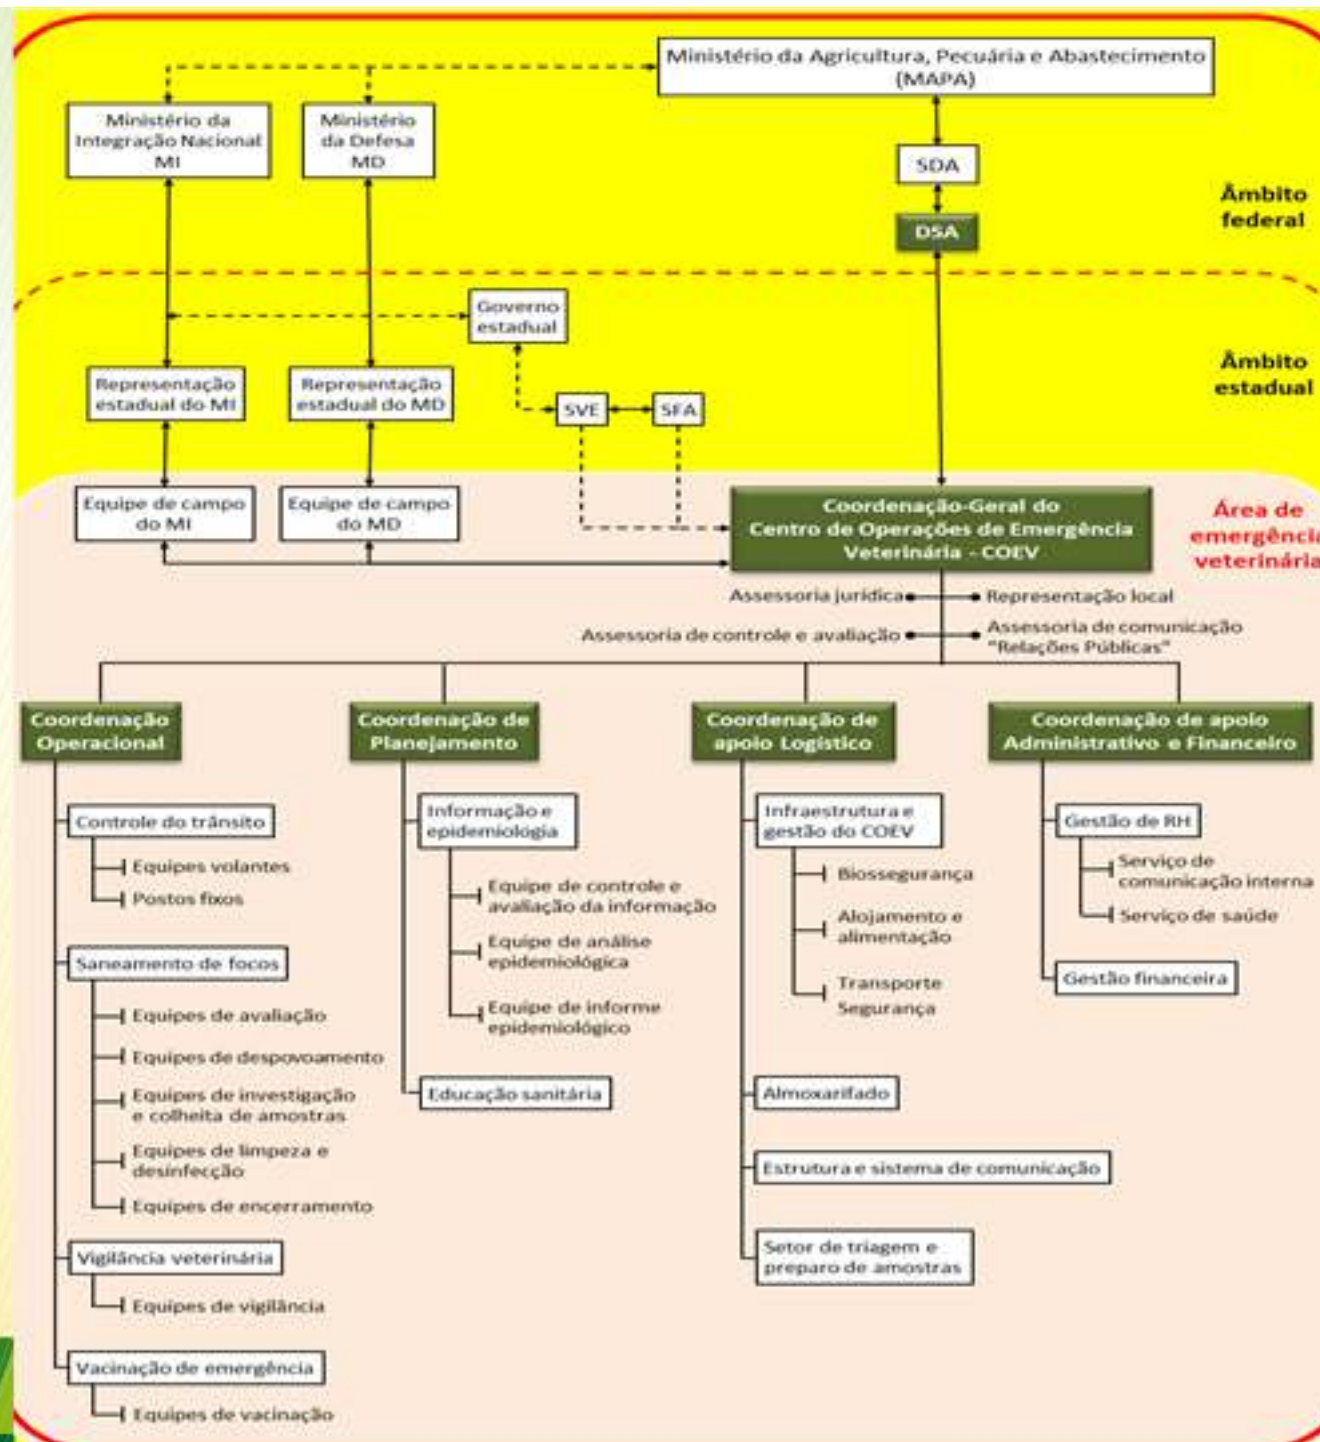 Ministério da Agricultura, Pecuária e Abastecimento
(MAPA)
Ministério da
Integração Nacional
MI
Ministério
da Defesa
MD
SDA
DSA
Âmbito
federal
Governo
estadual
Âmbito
estadual
Representação
estadual do MI
Representação
estadual do MD
SVE
SFA
Equipe de campo
do MI
Equipe de campo
do MD
Coordenação-Geral do
Centro de Operações de Emergência
Veterinária - COEV
Área de
emergência
veterinária
Assessoria jurídica
Representação local
Assessoria de controle e avaliação
Assessoria de comunicação
"Relações Públicas"
Coordenação
Operacional
Controle do trânsito
Equipes volantes
Postos fixos
Saneamento de focos
Equipes de avaliação
Equipes de despovoamento
Equipes de investigação
e colheita de amostras
Equipes de limpeza e
desinfecção
Equipes de encerramento
Vigilância veterinária
Equipes de vigilância
Vacinação de emergência
Equipes de vacinação
Coordenação de
Planejamento
Informação e
epidemiologia
Equipe de controle e
avaliação da informação
Equipe de análise
epidemiológica
Equipe de informe
epidemiológico
Educação sanitária
Coordenação de
apoio Logístico
Infraestrutura e
gestão do COEV
Biossegurança
Alojamento e
alimentação
Transporte
Segurança
Almoxarifado
Estrutura e sistema de comunicação
Setor de triagem e
preparo de amostras
Coordenação de apoio
Administrativo e Financeiro
Gestão de RH
Serviço de
comunicação interna
Serviço de saúde
Gestão financeira